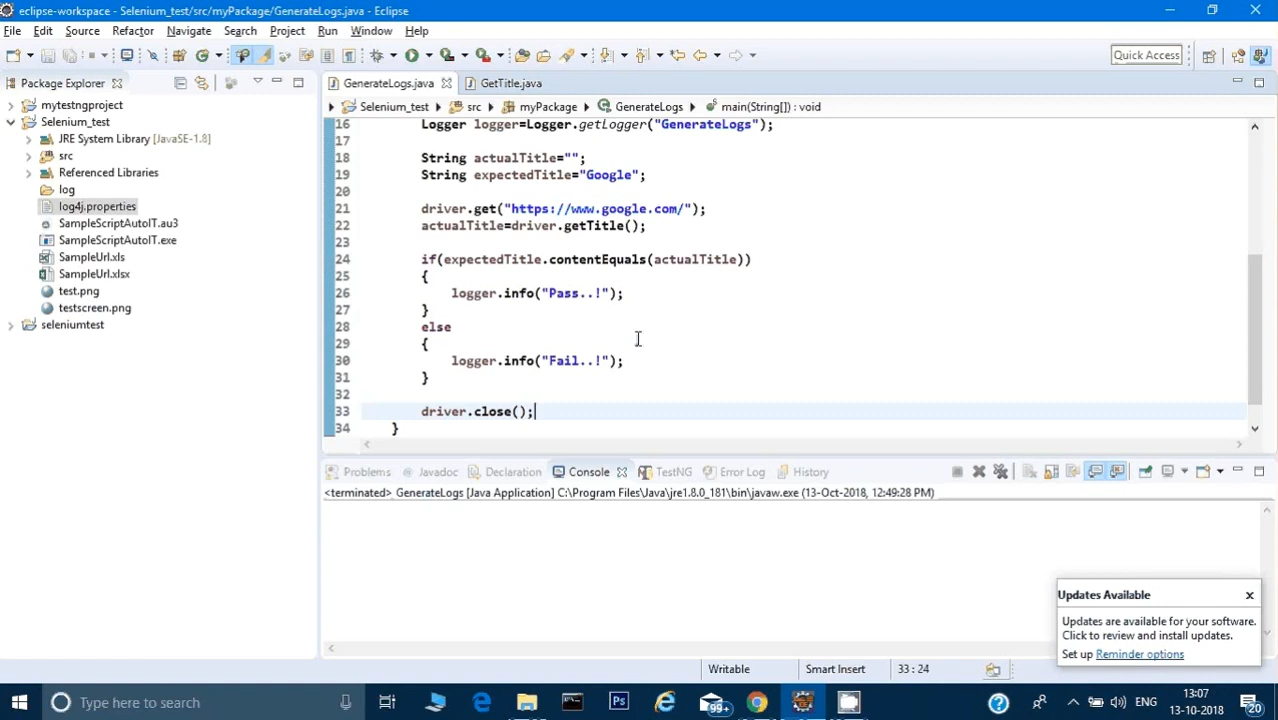 eclipse-workspace - Selenium_test/src/myPackage/GenerateLogs.java - Eclipse
File Edit Source Refactor Navigate Search Project Run Window Help
Quick Access
Package Explorer
GenerateLogs.java GetTitle.java
Selenium_test src myPackage GenerateLogs main(String[]) : void
mytestngproject
Selenium_test
JRE System Library [JavaSE-1.8]
src
Referenced Libraries
log
log4j.properties
SampleScriptAutoIT.au3
SampleScriptAutoIT.exe
SampleUrl.xls
SampleUrl.xlsx
test.png
testscreen.png
seleniumtest
16 Logger logger=Logger.getLogger("GenerateLogs");
17
18 String actualTitle="";
19 String expectedTitle="Google";
20
21 driver.get("https://www.google.com/");
22 actualTitle=driver.getTitle();
23
24 if(expectedTitle.contentEquals(actualTitle))
25 {
26 logger.info("Pass..!");
27 }
28 else
29 {
30 logger.info("Fail..!");
31 }
32
33 driver.close();
34 }
Problems Javadoc Declaration Console TestNG Error Log History
<terminated> GenerateLogs [Java Application] C:\Program Files\Java\jre1.8.0_181\bin\javaw.exe (13-Oct-2018, 12:49:28 PM)
Updates Available
Updates are available for your software.
Click to review and install updates.
Set up Reminder options
Writable Smart Insert 33 : 24
Type here to search
99+
ENG
13:07
13-10-2018
20